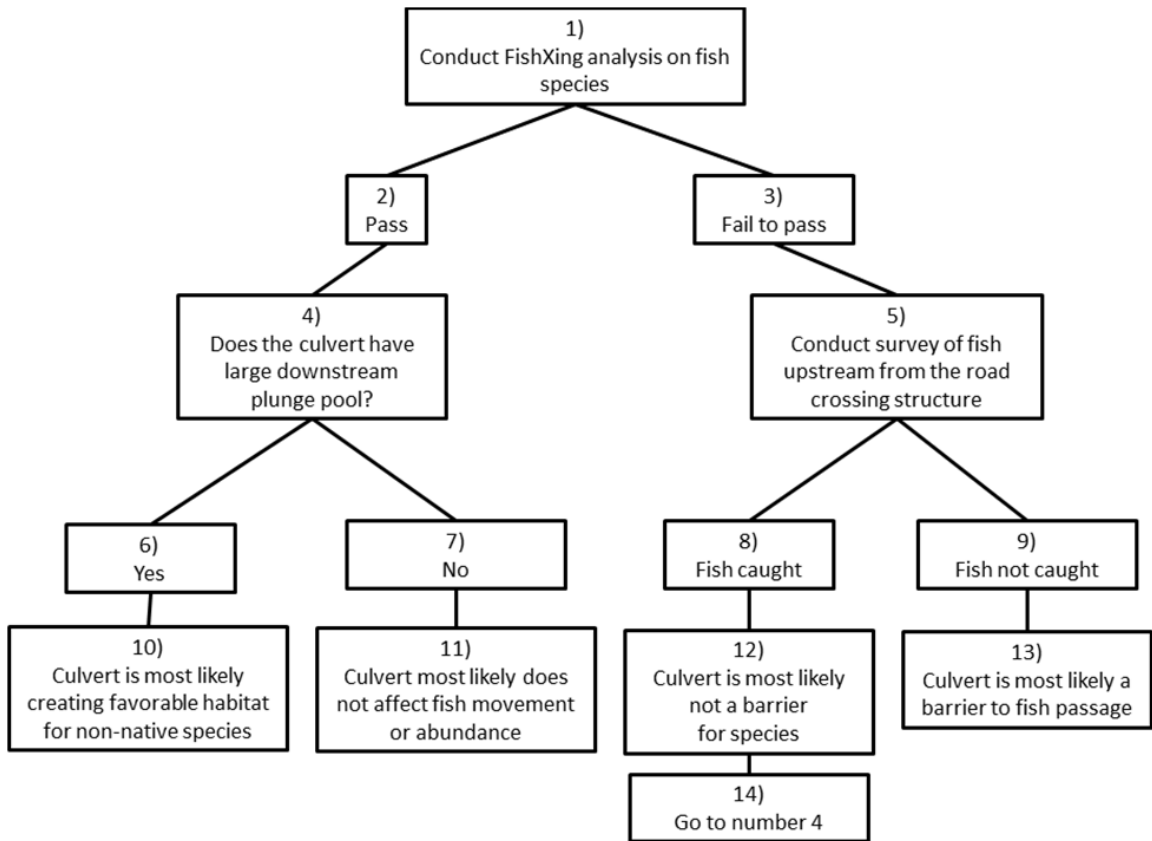 1)
Conduct FishXing analysis on fish
species
2)
Pass
3)
Fail to pass
4)
Does the culvert have
large downstream
plunge pool?
5)
Conduct survey of fish
upstream from the road
crossing structure
6)
Yes
7)
No
8)
Fish caught
9)
Fish not caught
10)
Culvert is most likely
creating favorable habitat
for non-native species
11)
Culvert most likely does
not affect fish movement
or abundance
12)
Culvert is most likely
not a barrier
for species
13)
Culvert is most likely a
barrier to fish passage
14)
Go to number 4